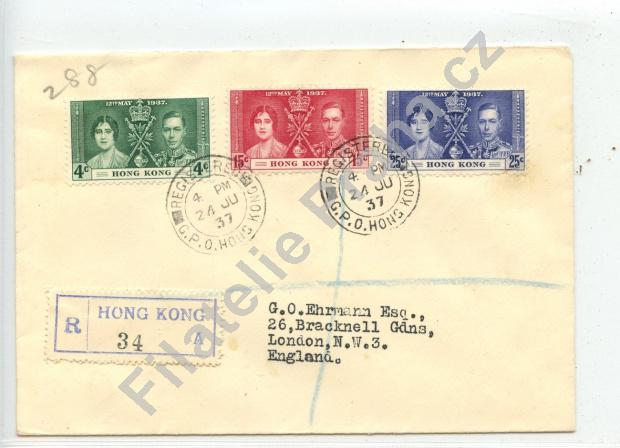 288
12TH MAY 1937.
4c 4c
HONG KONG
12TH MAY 1937.
15c 15c
HONG KONG
12TH MAY 1937.
25c 25c
HONG KONG
REGISTERED
4 PM
24 JU
37
G.P.O. HONG KONG
REGISTERED
4 PM
24 JU
37
G.P.O. HONG KONG
HONG KONG
R 34 A
G.O.Ehrmann Esq.,
26,Bracknell Gdns,
London,N.W.3.
England.
Filatelie Praha cz